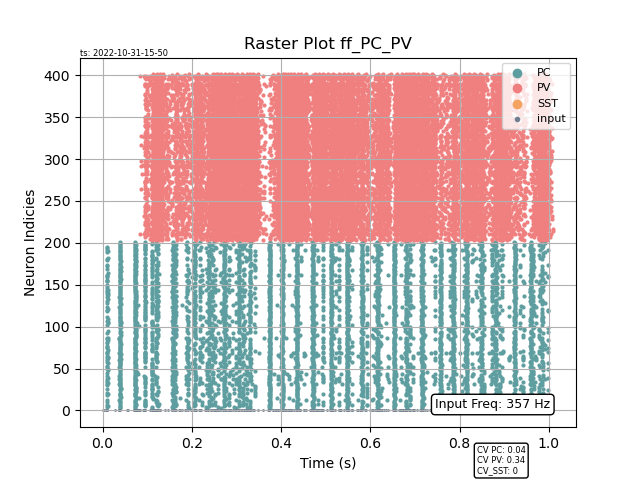 Raster Plot ff_PC_PV
ts: 2022-10-31-15-50
PC
PV
SST
input
400
350
300
250
200
150
100
50
0
Neuron Indicies
Input Freq: 357 Hz
0.0 0.2 0.4 0.6 0.8 1.0
Time (s)
CV PC: 0.04
CV PV: 0.34
CV_SST: 0